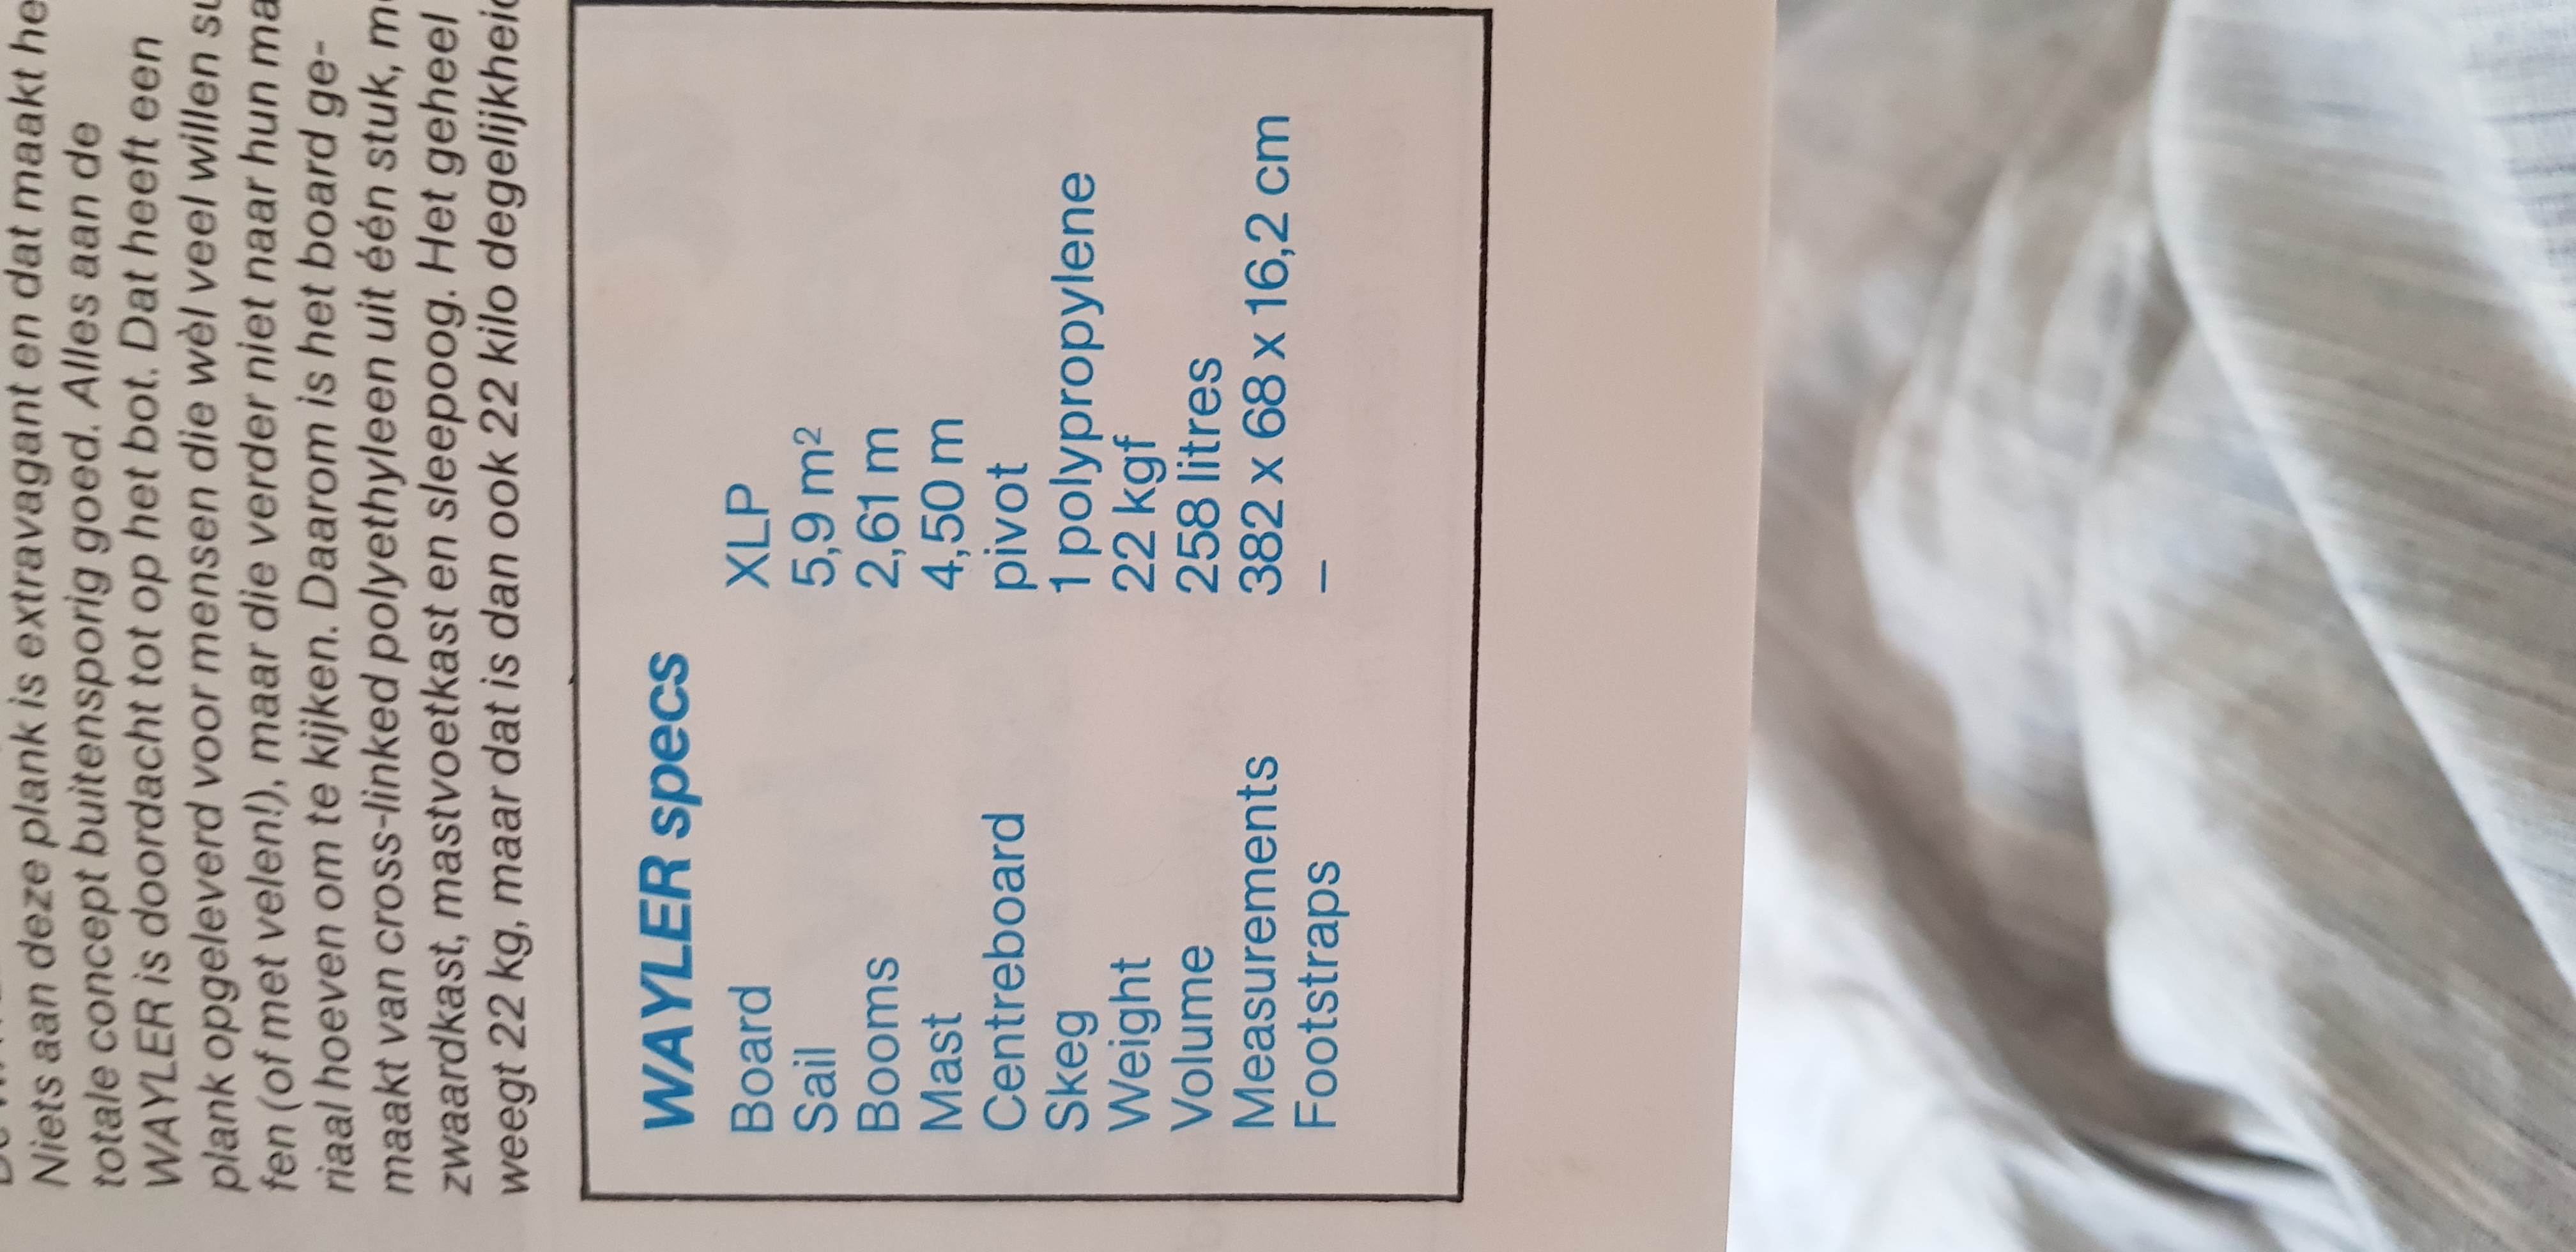 Niets aan deze plank is extravagant en dat maakt
totale concept buitensporig goed. Alles aan de
WAYLER is doordacht tot op het bot. Dat heeft een
plank opgeleverd voor mensen die wèl veel willen
fen (of met velen!), maar die verder niet naar hun
riaal hoeven om te kijken. Daarom is het board ge-
maakt van cross-linked polyethyleen uit één stuk,
zwaardkast, mastvoetkast en sleepoog. Het geheel
weegt 22 kg, maar dat is dan ook 22 kilo
WAYLER specs
Board XLP
Sail 5,9 m²
Booms 2,61 m
Mast 4,50 m
Centreboard pivot
Skeg 1 polypropylene
Weight 22 kgf
Volume 258 litres
Measurements 382 x 68 x 16,2 cm
Footstraps –